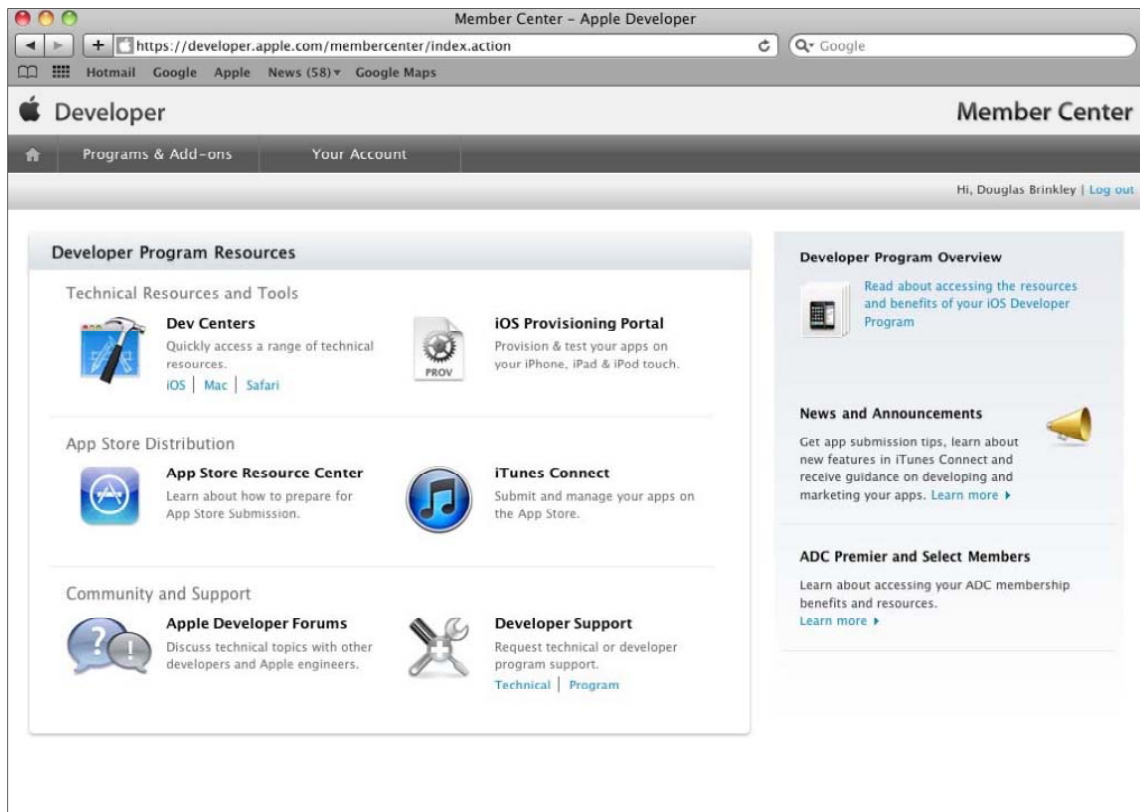 Member Center – Apple Developer
https://developer.apple.com/membercenter/index.action
Google
Hotmail Google Apple News (58)▾ Google Maps
Developer
Member Center
Programs & Add-ons Your Account
Hi, Douglas Brinkley | Log out
Developer Program Resources
Technical Resources and Tools
Dev Centers
Quickly access a range of technical
resources.
iOS | Mac | Safari
PROV
iOS Provisioning Portal
Provision & test your apps on
your iPhone, iPad & iPod touch.
App Store Distribution
App Store Resource Center
Learn about how to prepare for
App Store Submission.
iTunes Connect
Submit and manage your apps on
the App Store.
Community and Support
Apple Developer Forums
Discuss technical topics with other
developers and Apple engineers.
Developer Support
Request technical or developer
program support.
Technical | Program
Developer Program Overview
Read about accessing the resources
and benefits of your iOS Developer
Program
News and Announcements
Get app submission tips, learn about
new features in iTunes Connect and
receive guidance on developing and
marketing your apps. Learn more ▸
ADC Premier and Select Members
Learn about accessing your ADC membership
benefits and resources.
Learn more ▸